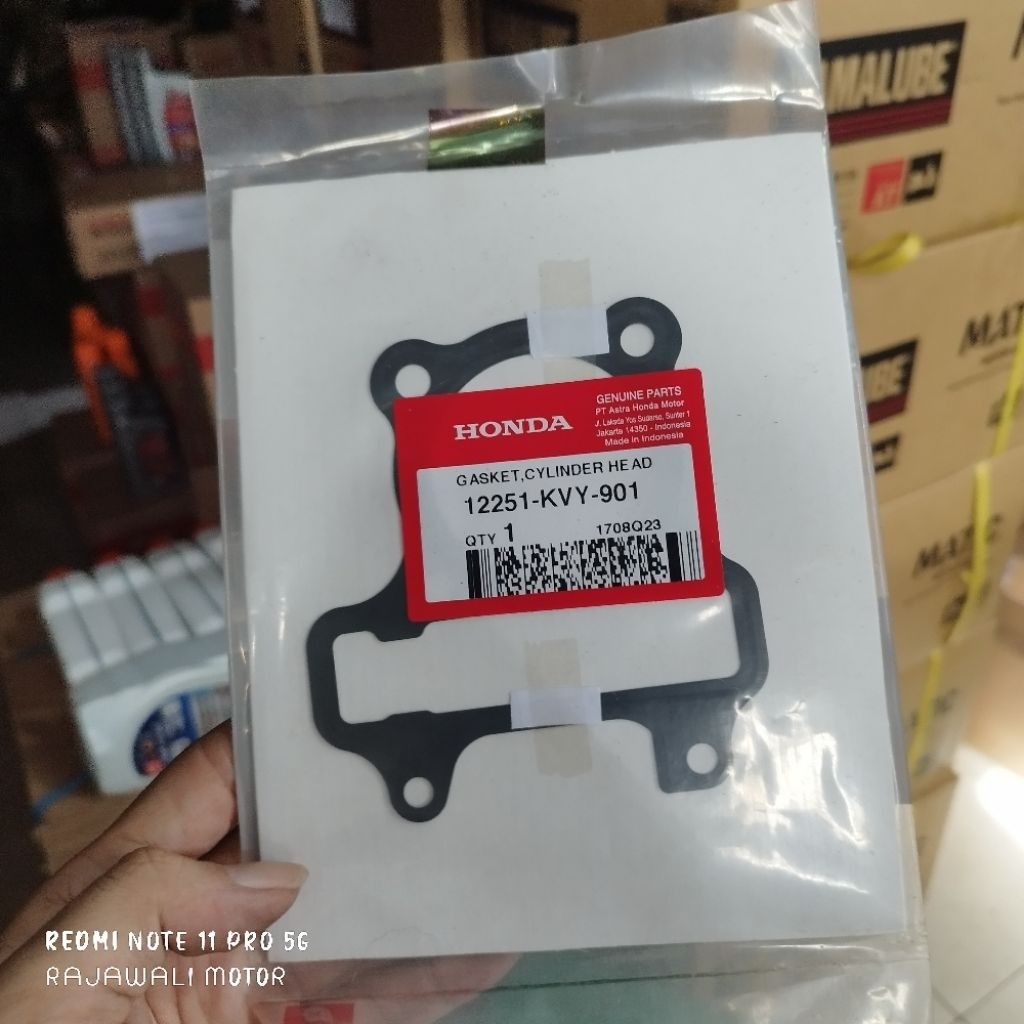 AMALUBE
HONDA
GENUINE PARTS
PT Astra Honda Motor
Jl. Laksda Yos Sudarso, Sunter 1
Jakarta 14350 - Indonesia
Made in Indonesia
GASKET,CYLINDER HEAD
12251-KVY-901
QTY 1
1708Q23
REDMI NOTE 11 PRO 5G
RAJAWALI MOTOR